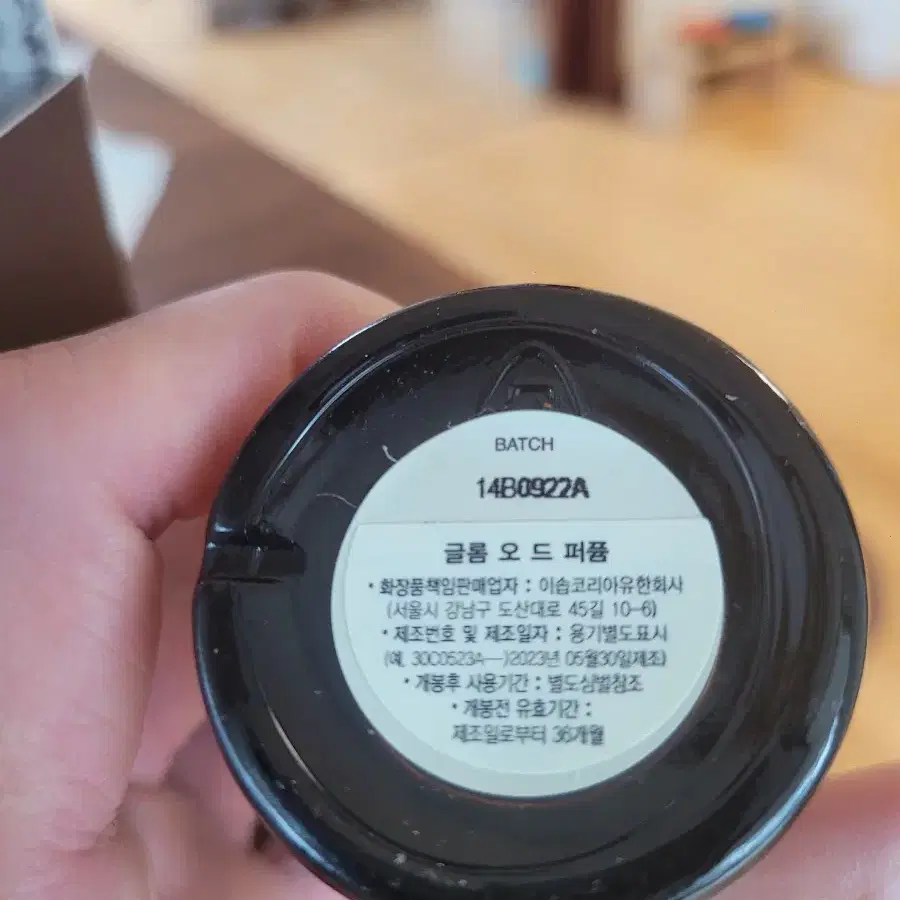 BATCH
14B0922A
글롬 오 드 퍼퓸
• 화장품책임판매업자 : 이솝코리아유한회사
(서울시 강남구 도산대로 45길 10-6)
• 제조번호 및 제조일자 : 용기별도표시
(예. 30C0523A—)2023년 05월30일제조)
• 개봉후 사용기간 : 별도심벌참조
• 개봉전 유효기간 :
제조일로부터 36개월